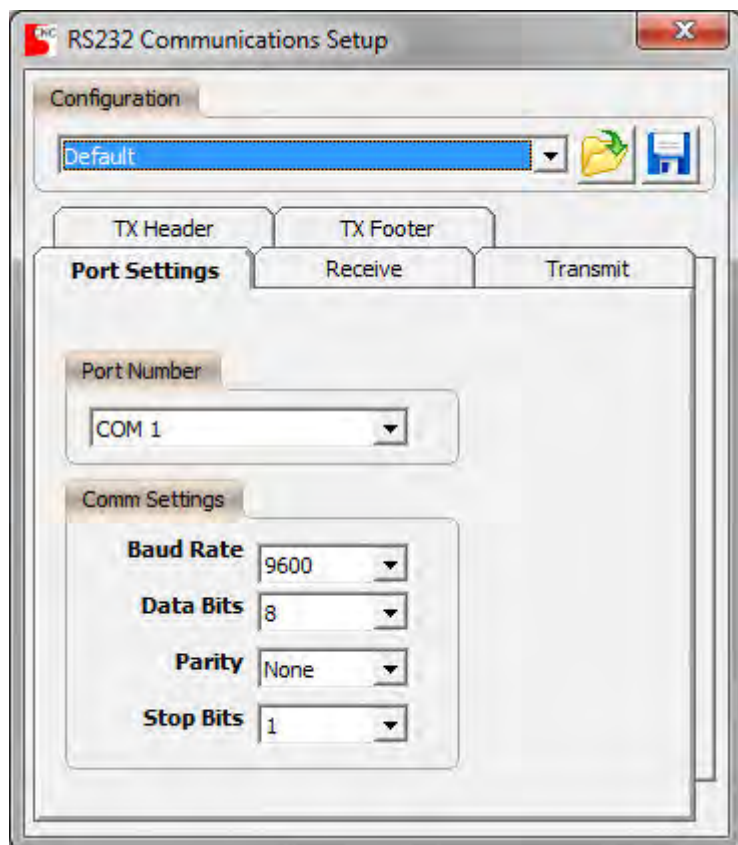 CNC RS232 Communications Setup X
Configuration
Default
TX Header TX Footer
Port Settings Receive Transmit
Port Number
COM 1
Comm Settings
Baud Rate 9600
Data Bits 8
Parity None
Stop Bits 1